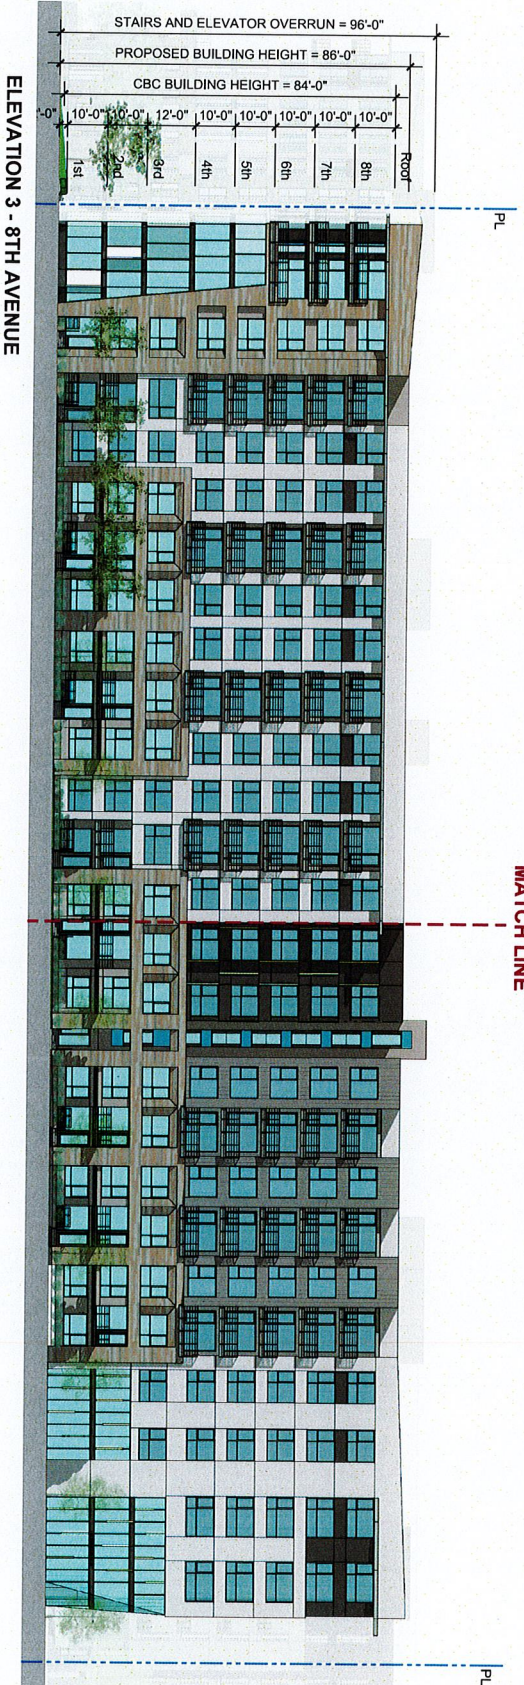 STAIRS AND ELEVATOR OVERRUN = 96'-0"
PROPOSED BUILDING HEIGHT = 86'-0"
CBC BUILDING HEIGHT = 84'-0"
'-0" 10'-0" 10'-0" 12'-0" 10'-0" 10'-0" 10'-0" 10'-0" 10'-0"
1st
2nd
3rd
4th
5th
6th
7th
8th
Roof
PL
MATCH LINE
PL
ELEVATION 3 - 8TH AVENUE